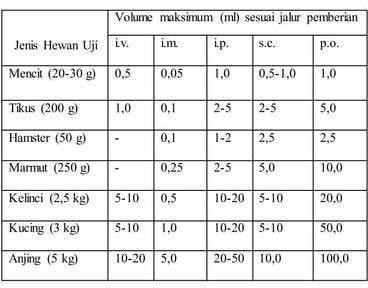 Volume maksimum (ml) sesuai jalur pemberian
Jenis Hewan Uji i.v. i.m. i.p. s.c. p.o.
Mencit (20-30 g) 0,5 0,05 1,0 0,5-1,0 1,0
Tikus (200 g) 1,0 0,1 2-5 2-5 5,0
Hamster (50 g) - 0,1 1-2 2,5 2,5
Marmut (250 g) - 0,25 2-5 5,0 10,0
Kelinci (2,5 kg) 5-10 0,5 10-20 5-10 20,0
Kucing (3 kg) 5-10 1,0 10-20 5-10 50,0
Anjing (5 kg) 10-20 5,0 20-50 10,0 100,0